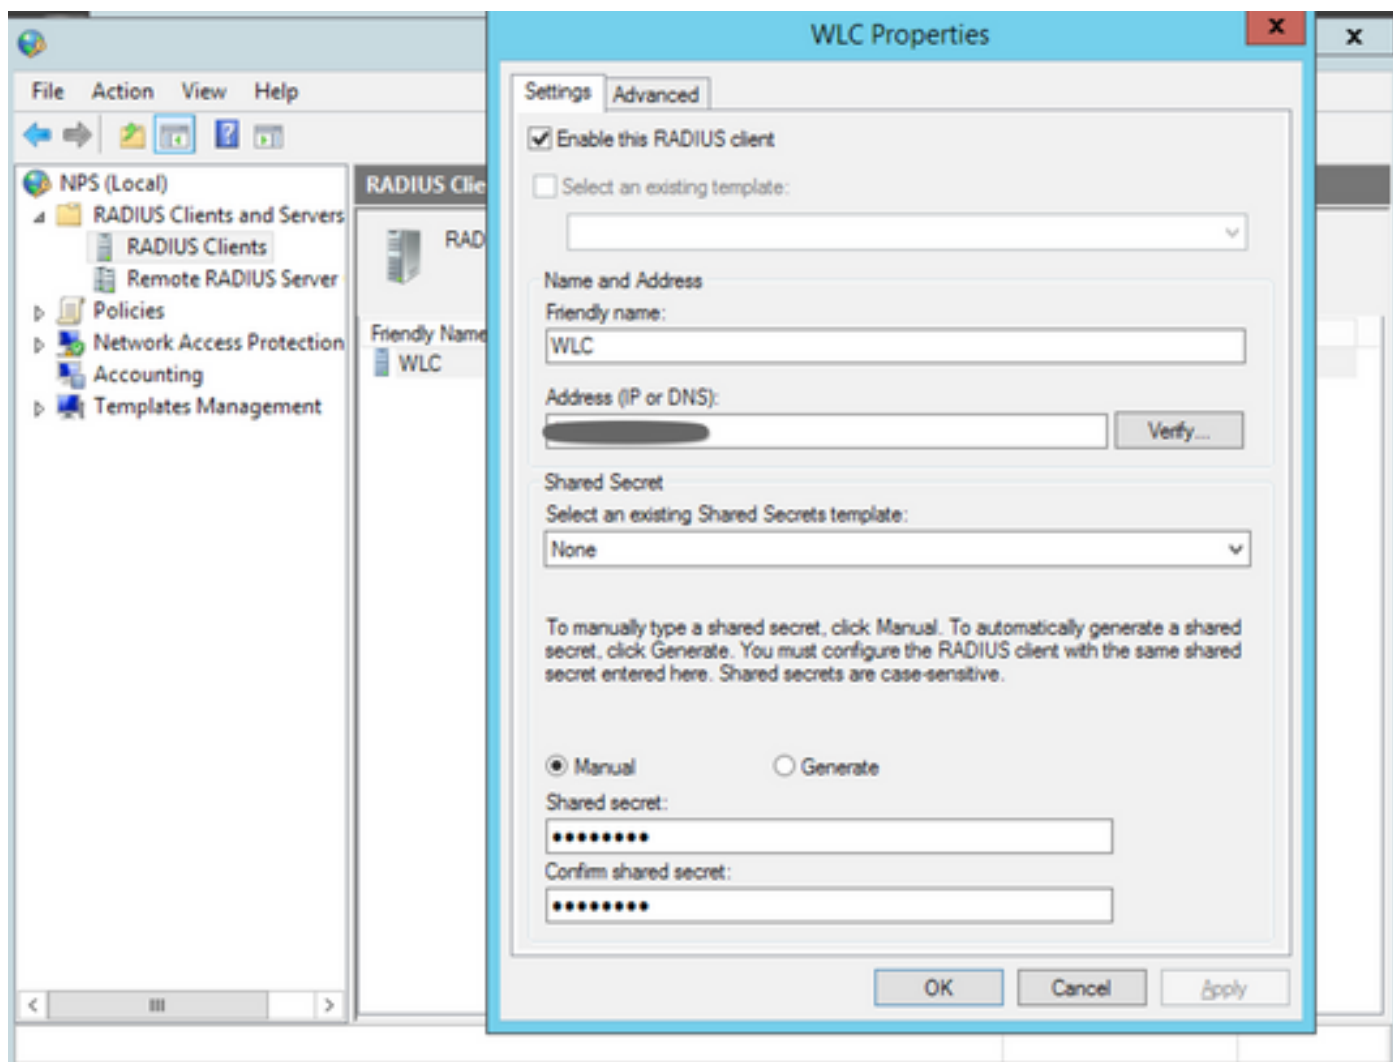 WLC Properties
File Action View Help
NPS (Local)
RADIUS Clients and Servers
RADIUS Clients
Remote RADIUS Server
Policies
Network Access Protection
Accounting
Templates Management
RADIUS Clie
RAD
Friendly Name
WLC
Settings Advanced
Enable this RADIUS client
Select an existing template:
Name and Address
Friendly name:
WLC
Address (IP or DNS):
Verify...
Shared Secret
Select an existing Shared Secrets template:
None
To manually type a shared secret, click Manual. To automatically generate a shared
secret, click Generate. You must configure the RADIUS client with the same shared
secret entered here. Shared secrets are case-sensitive.
Manual Generate
Shared secret:
••••••••
Confirm shared secret:
••••••••
OK Cancel Apply